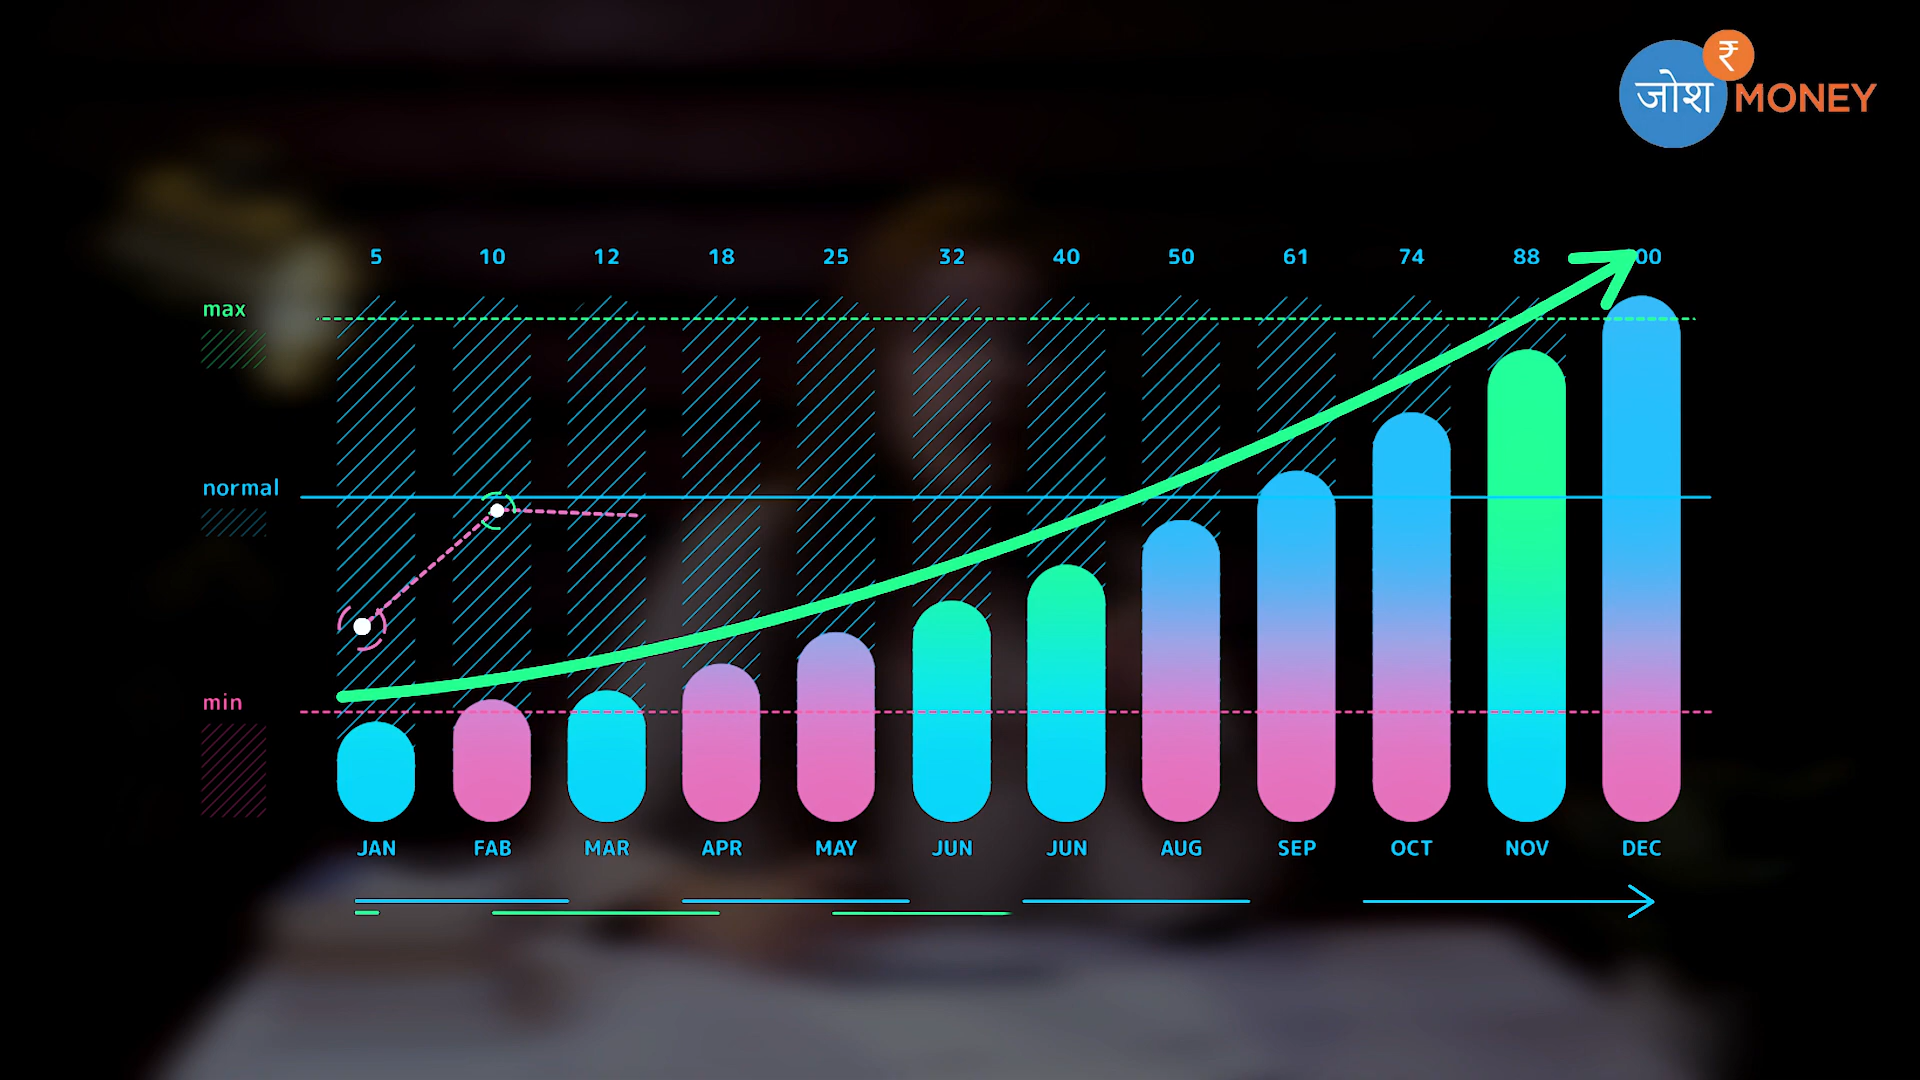 ₹
जोश MONEY
5 10 12 18 25 32 40 50 61 74 88 00
max
normal
min
JAN FAB MAR APR MAY JUN JUN AUG SEP OCT NOV DEC